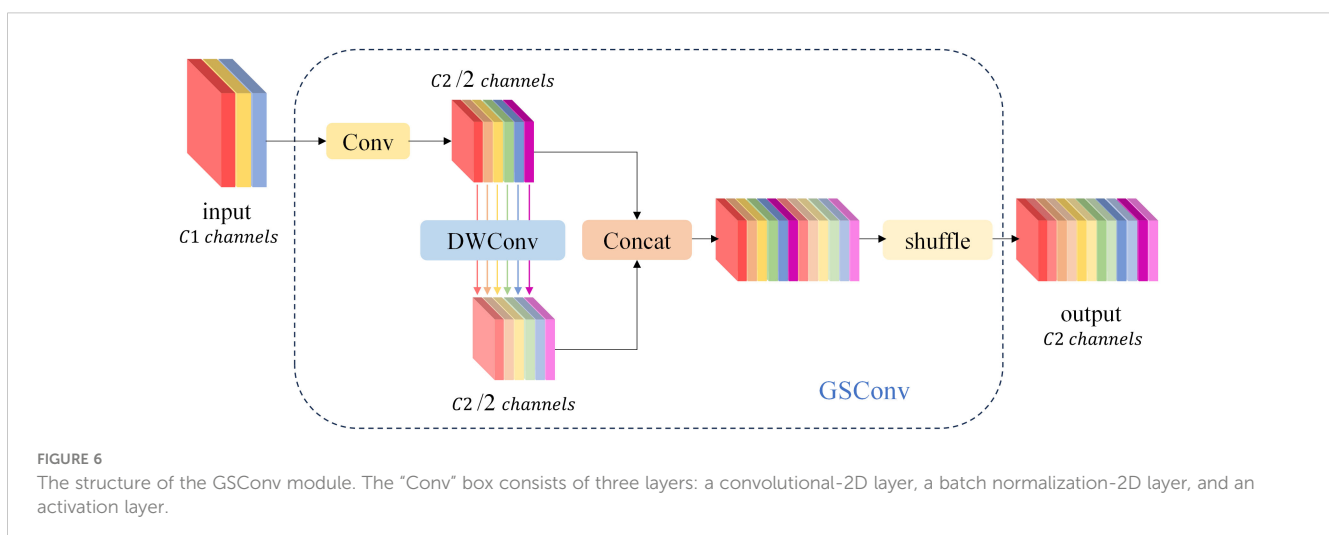 C2 /2 channels
Conv
input
C1 channels
DWConv
Concat
shuffle
output
C2 channels
C2 /2 channels
GSConv
FIGURE 6
The structure of the GSConv module. The “Conv” box consists of three layers: a convolutional-2D layer, a batch normalization-2D layer, and an
activation layer.